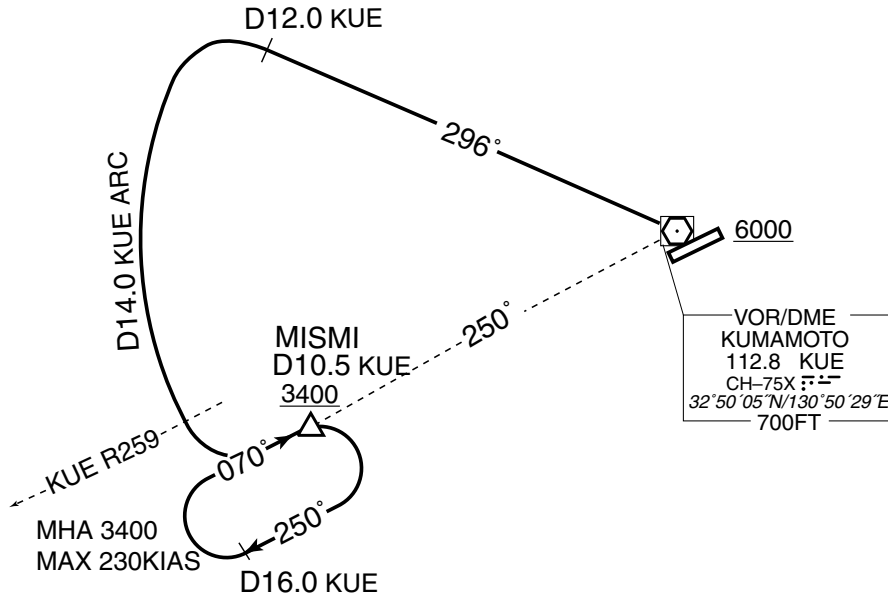 D12.0 KUE
296°
6000
D14.0 KUE ARC
250°
MISMI
D10.5 KUE
3400
VOR/DME
KUMAMOTO
112.8 KUE
CH–75X
32°50′05″N/130°50′29″E
700FT
KUE R259
070°
250°
MHA 3400
MAX 230KIAS
D16.0 KUE